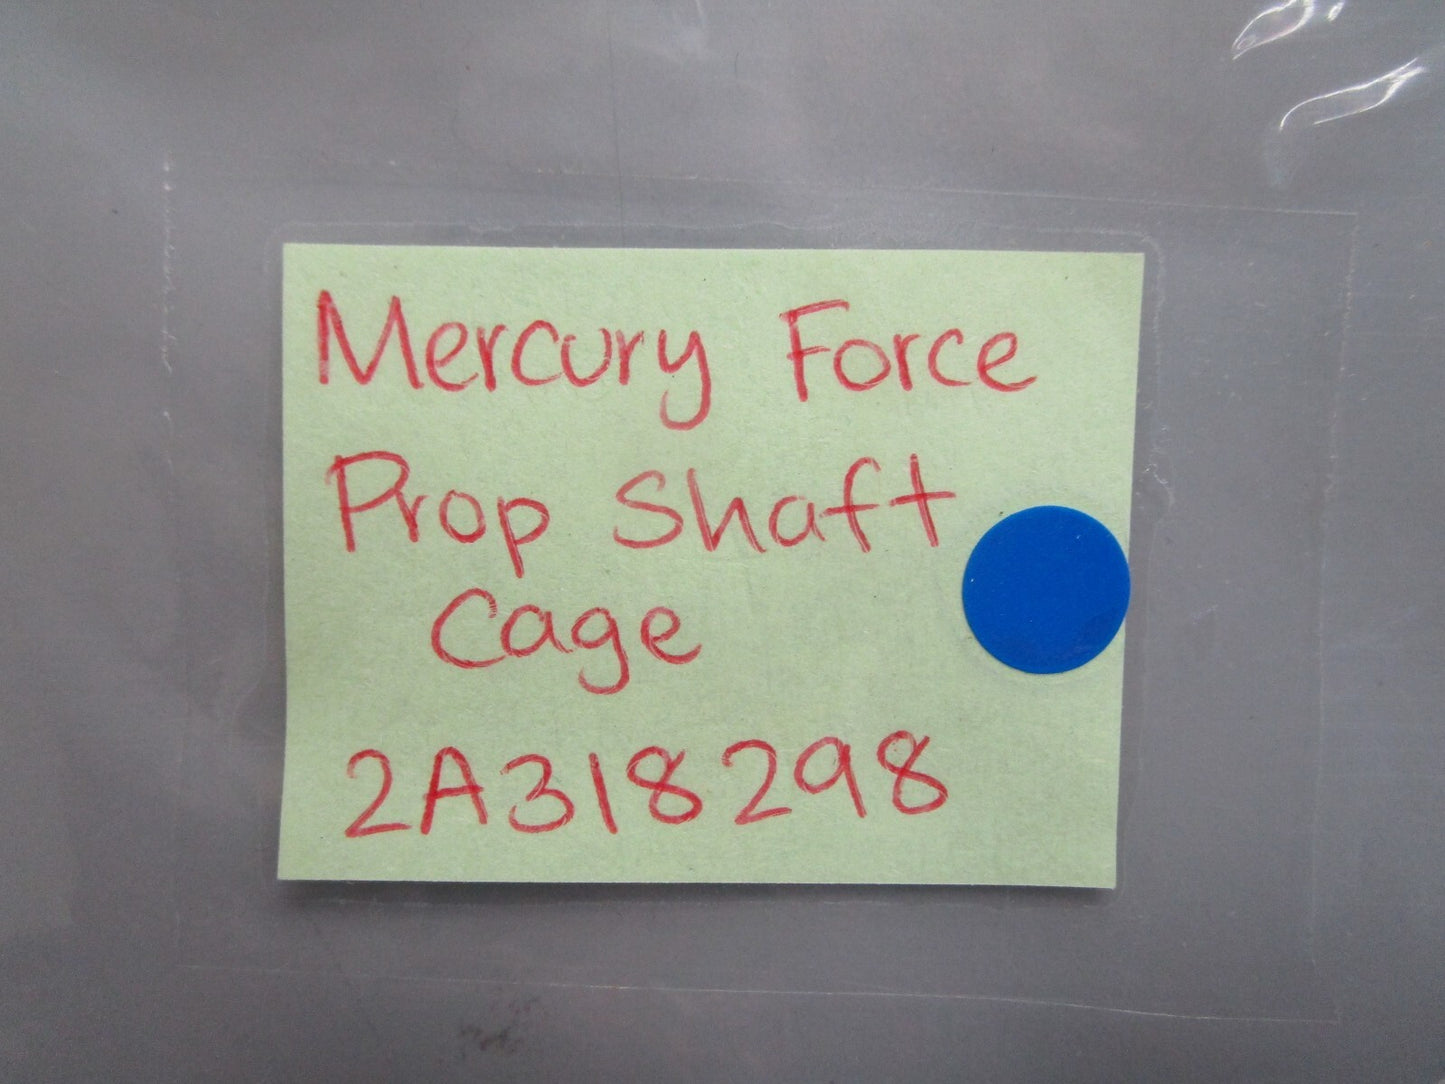 Mercury Force
Prop Shaft
Cage
2A318298